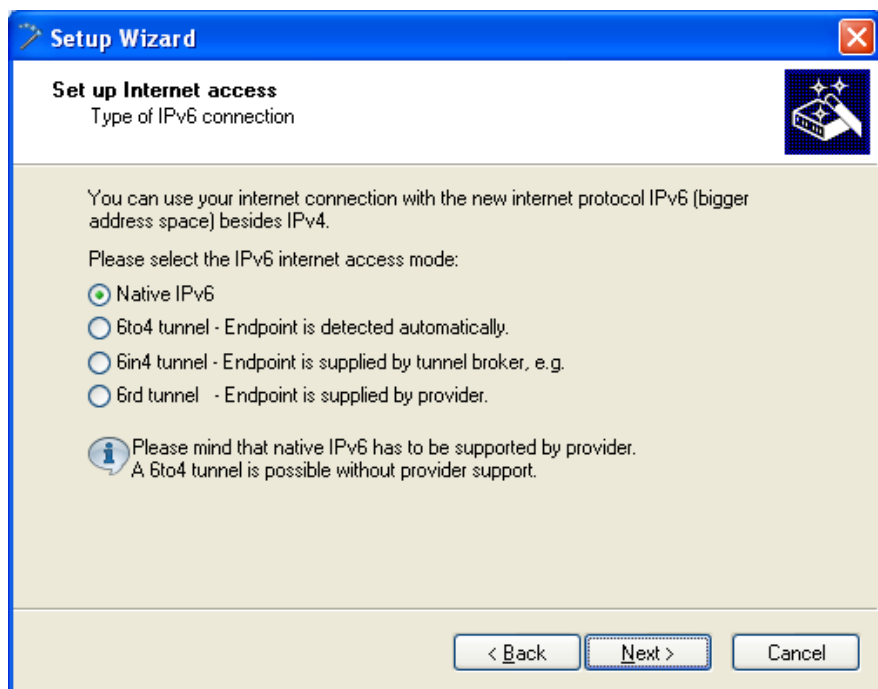 Setup Wizard
Set up Internet access
Type of IPv6 connection
You can use your internet connection with the new internet protocol IPv6 (bigger
address space) besides IPv4.
Please select the IPv6 internet access mode:
Native IPv6
6to4 tunnel - Endpoint is detected automatically.
6in4 tunnel - Endpoint is supplied by tunnel broker, e.g.
6rd tunnel - Endpoint is supplied by provider.
Please mind that native IPv6 has to be supported by provider.
A 6to4 tunnel is possible without provider support.
< Back Next > Cancel